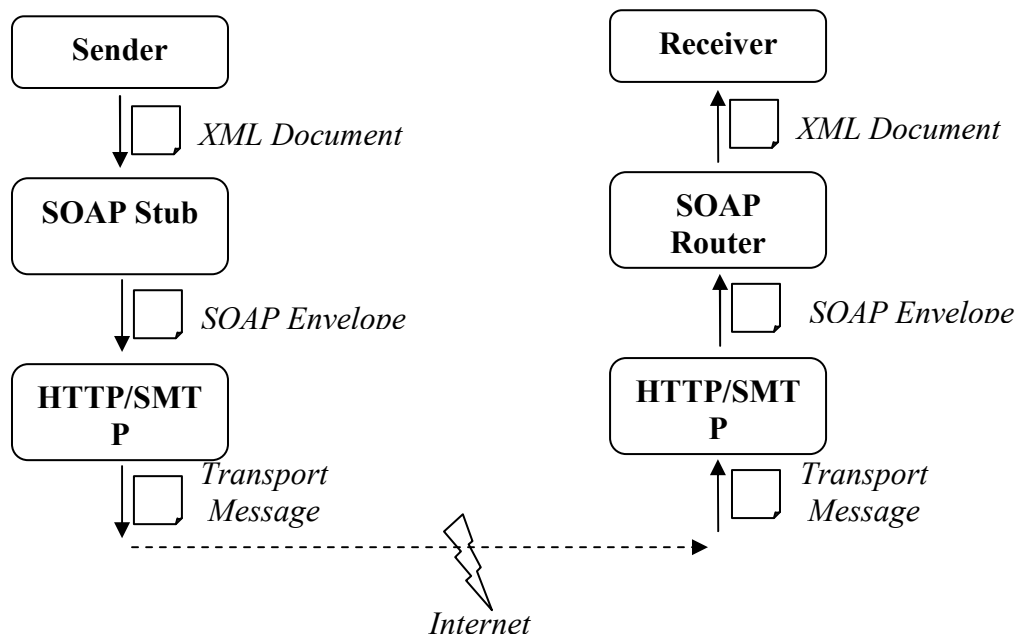 Sender
XML Document
SOAP Stub
SOAP Envelope
HTTP/SMT
P
Transport
Message
Internet
Receiver
XML Document
SOAP
Router
SOAP Envelope
HTTP/SMT
P
Transport
Message